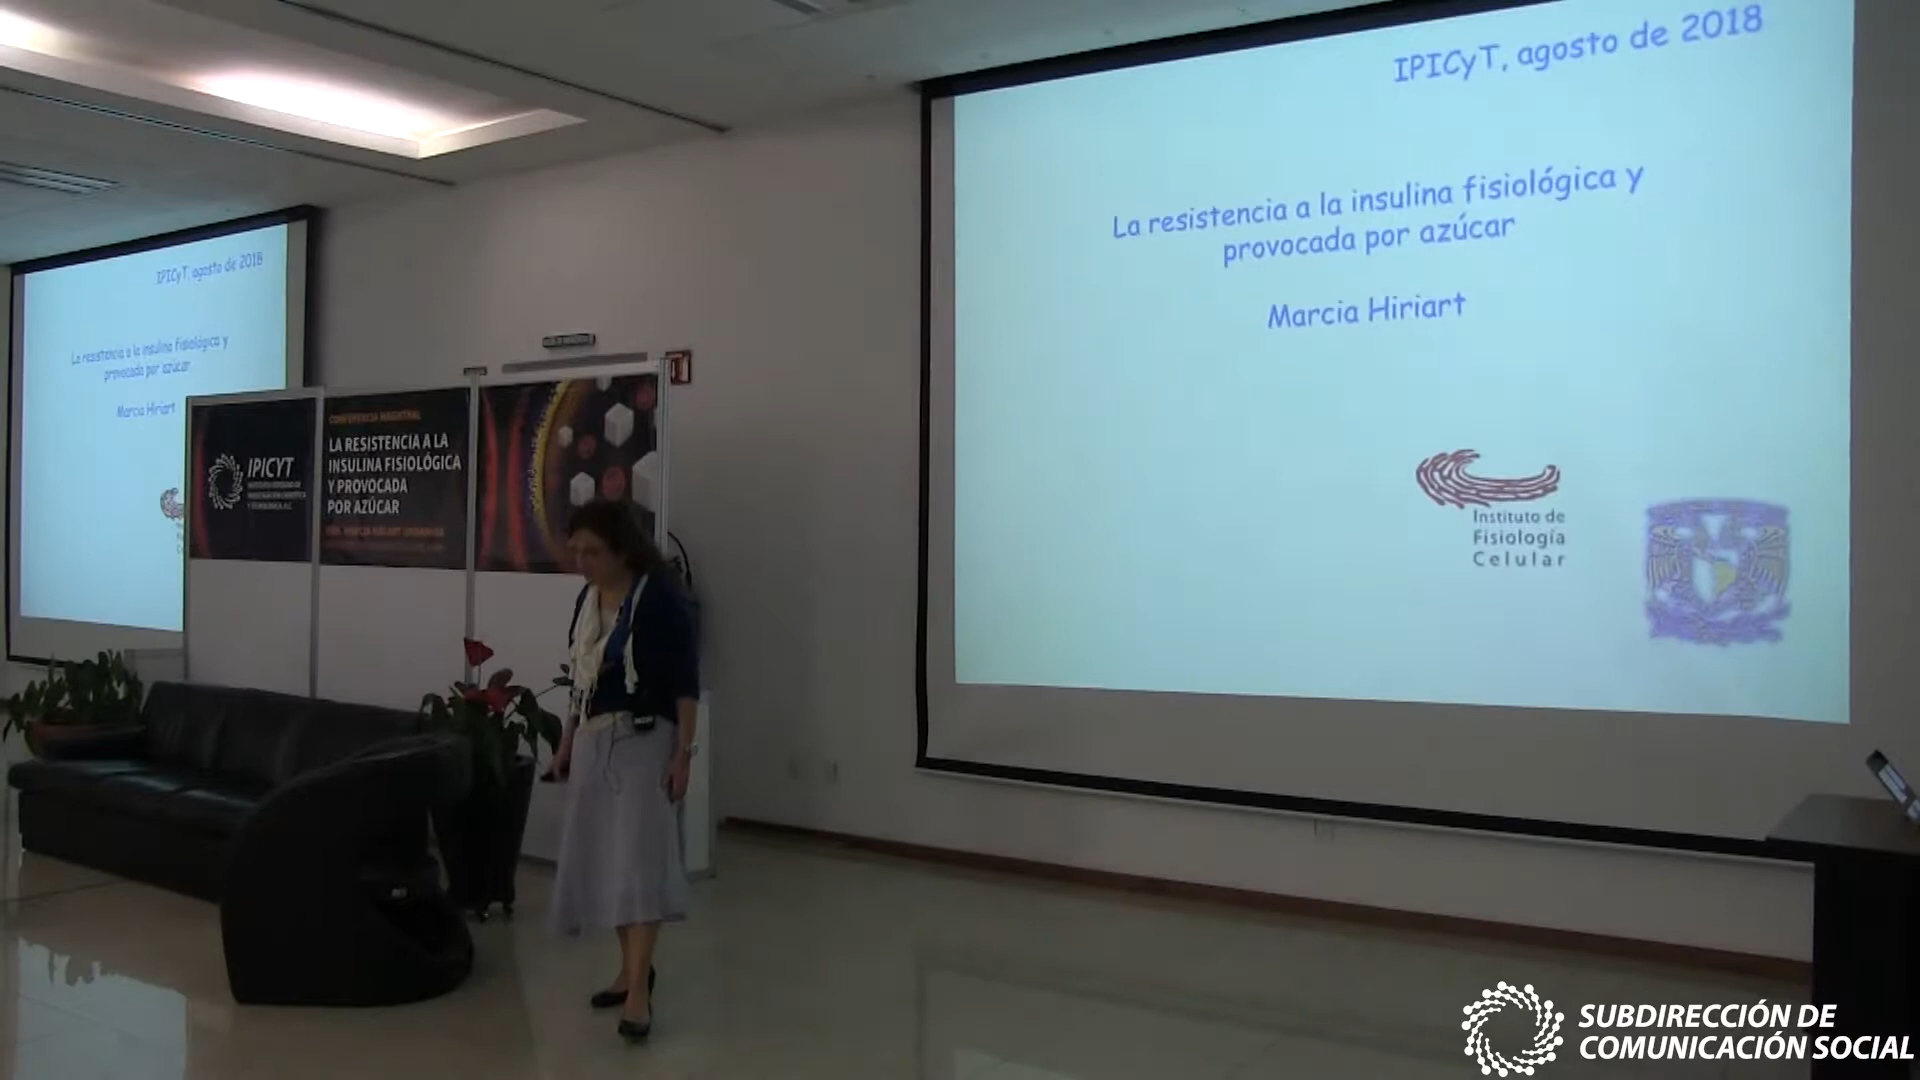 IPICyT, agosto de 2018
La resistencia a la insulina fisiológica y
provocada por azúcar
Marcia Hiriart
Instituto de
Fisiología
Celular
IPICyT, agosto de 2018
La resistencia a la insulina fisiológica y
provocada por azúcar
Marcia Hiriart
IPICYT
CONFERENCIA MAGISTRAL
LA RESISTENCIA A LA
INSULINA FISIOLÓGICA
Y PROVOCADA
POR AZÚCAR
SUBDIRECCIÓN DE
COMUNICACIÓN SOCIAL